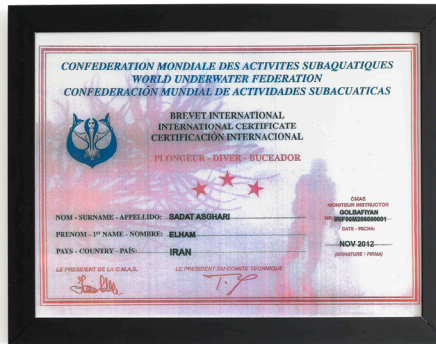 CONFEDERATION MONDIALE DES ACTIVITES SUBAQUATIQUES
WORLD UNDERWATER FEDERATION
CONFEDERACIÓN MUNDIAL DE ACTIVIDADES SUBACUATICAS
BREVET INTERNATIONAL
INTERNATIONAL CERTIFICATE
CERTIFICACIÓN INTERNACIONAL
PLONGEUR - DIVER - BUCEADOR
CMAS
MONITEUR INSTRUCTOR
GOLBAFIYAN
NOM - SURNAME - APPELLIDO: SADAT ASGHARI
DATE - FECHA:
PRENOM - 1st NAME - NOMBRE: ELHAM
NOV 2012
PAYS - COUNTRY - PAÍS: IRAN
(SIGNATURE / FIRMA)
LE PRESIDENT DE LA C.M.A.S.
LE PRESIDENT DU COMITE TECHNIQUE